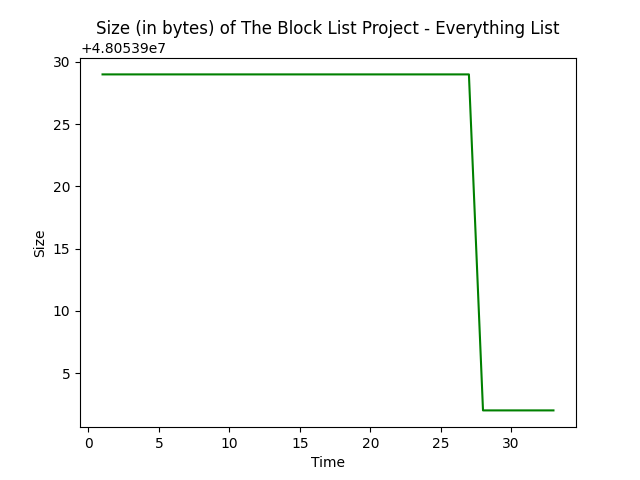 Size (in bytes) of The Block List Project - Everything List
+4.80539e7
30
25
20
15
10
5
Size
0 5 10 15 20 25 30
Time